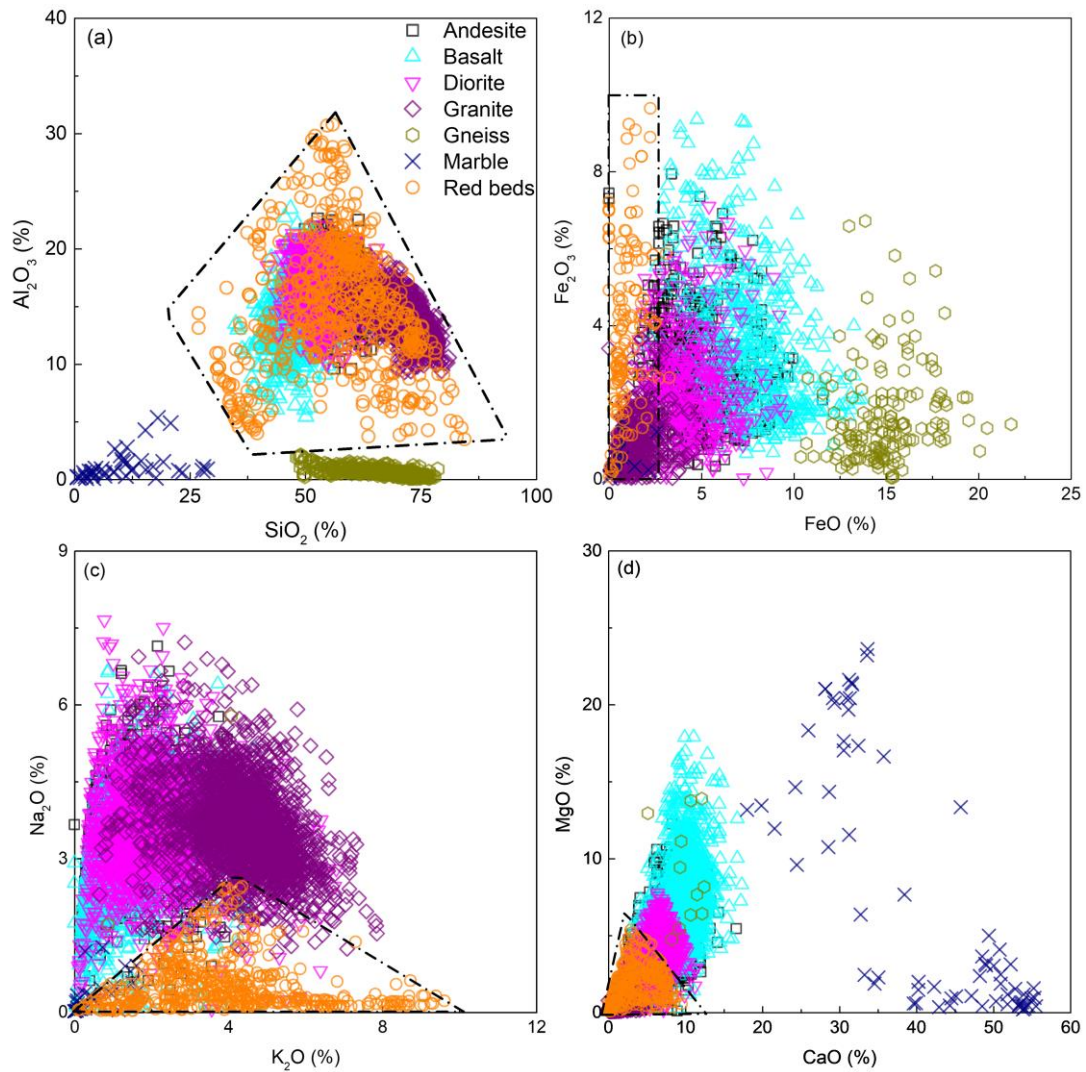 (a)
Andesite
Basalt
Diorite
Granite
Gneiss
Marble
Red beds
40
30
20
10
0
Al₂O₃ (%)
0 25 50 75 100
SiO₂ (%)
(b)
12
8
4
0
Fe₂O₃ (%)
0 5 10 15 20 25
FeO (%)
(c)
9
6
3
0
Na₂O (%)
0 4 8 12
K₂O (%)
(d)
30
20
10
0
MgO (%)
0 10 20 30 40 50 60
CaO (%)